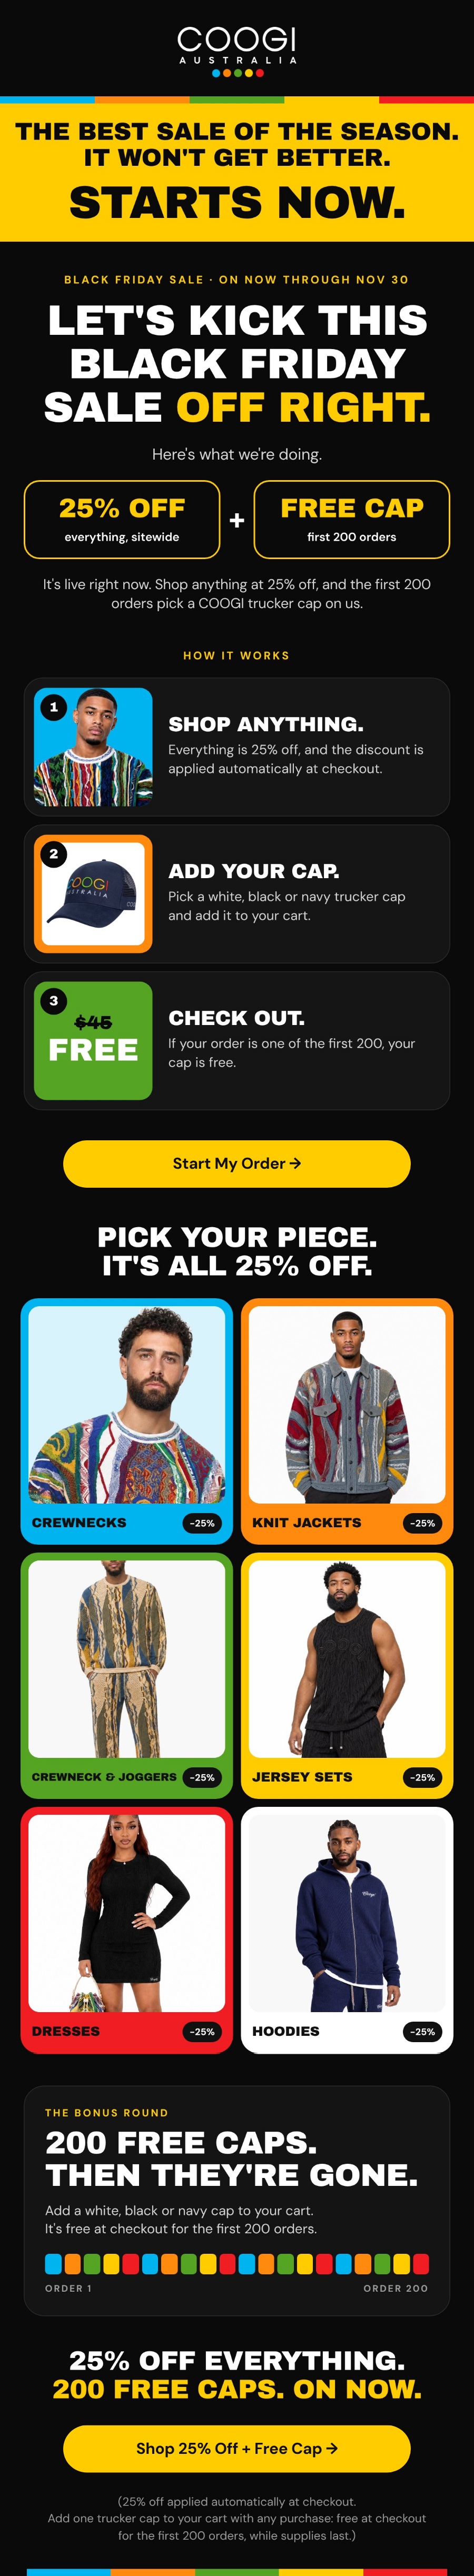 COOGI
AUSTRALIA
THE BEST SALE OF THE SEASON.
IT WON'T GET BETTER.
STARTS NOW.
BLACK FRIDAY SALE · ON NOW THROUGH NOV 30
LET'S KICK THIS
BLACK FRIDAY
SALE OFF RIGHT.
Here's what we're doing.
25% OFF
everything, sitewide
+
FREE CAP
first 200 orders
It's live right now. Shop anything at 25% off, and the first 200
orders pick a COOGI trucker cap on us.
HOW IT WORKS
1
SHOP ANYTHING.
Everything is 25% off, and the discount is
applied automatically at checkout.
2
ADD YOUR CAP.
Pick a white, black or navy trucker cap
and add it to your cart.
3
$45
FREE
CHECK OUT.
If your order is one of the first 200, your
cap is free.
Start My Order →
PICK YOUR PIECE.
IT'S ALL 25% OFF.
CREWNECKS
-25%
KNIT JACKETS
-25%
CREWNECK & JOGGERS
-25%
JERSEY SETS
-25%
DRESSES
-25%
HOODIES
-25%
THE BONUS ROUND
200 FREE CAPS.
THEN THEY'RE GONE.
Add a white, black or navy cap to your cart.
It's free at checkout for the first 200 orders.
ORDER 1
ORDER 200
25% OFF EVERYTHING.
200 FREE CAPS. ON NOW.
Shop 25% Off + Free Cap →
(25% off applied automatically at checkout.
Add one trucker cap to your cart with any purchase: free at checkout
for the first 200 orders, while supplies last.)